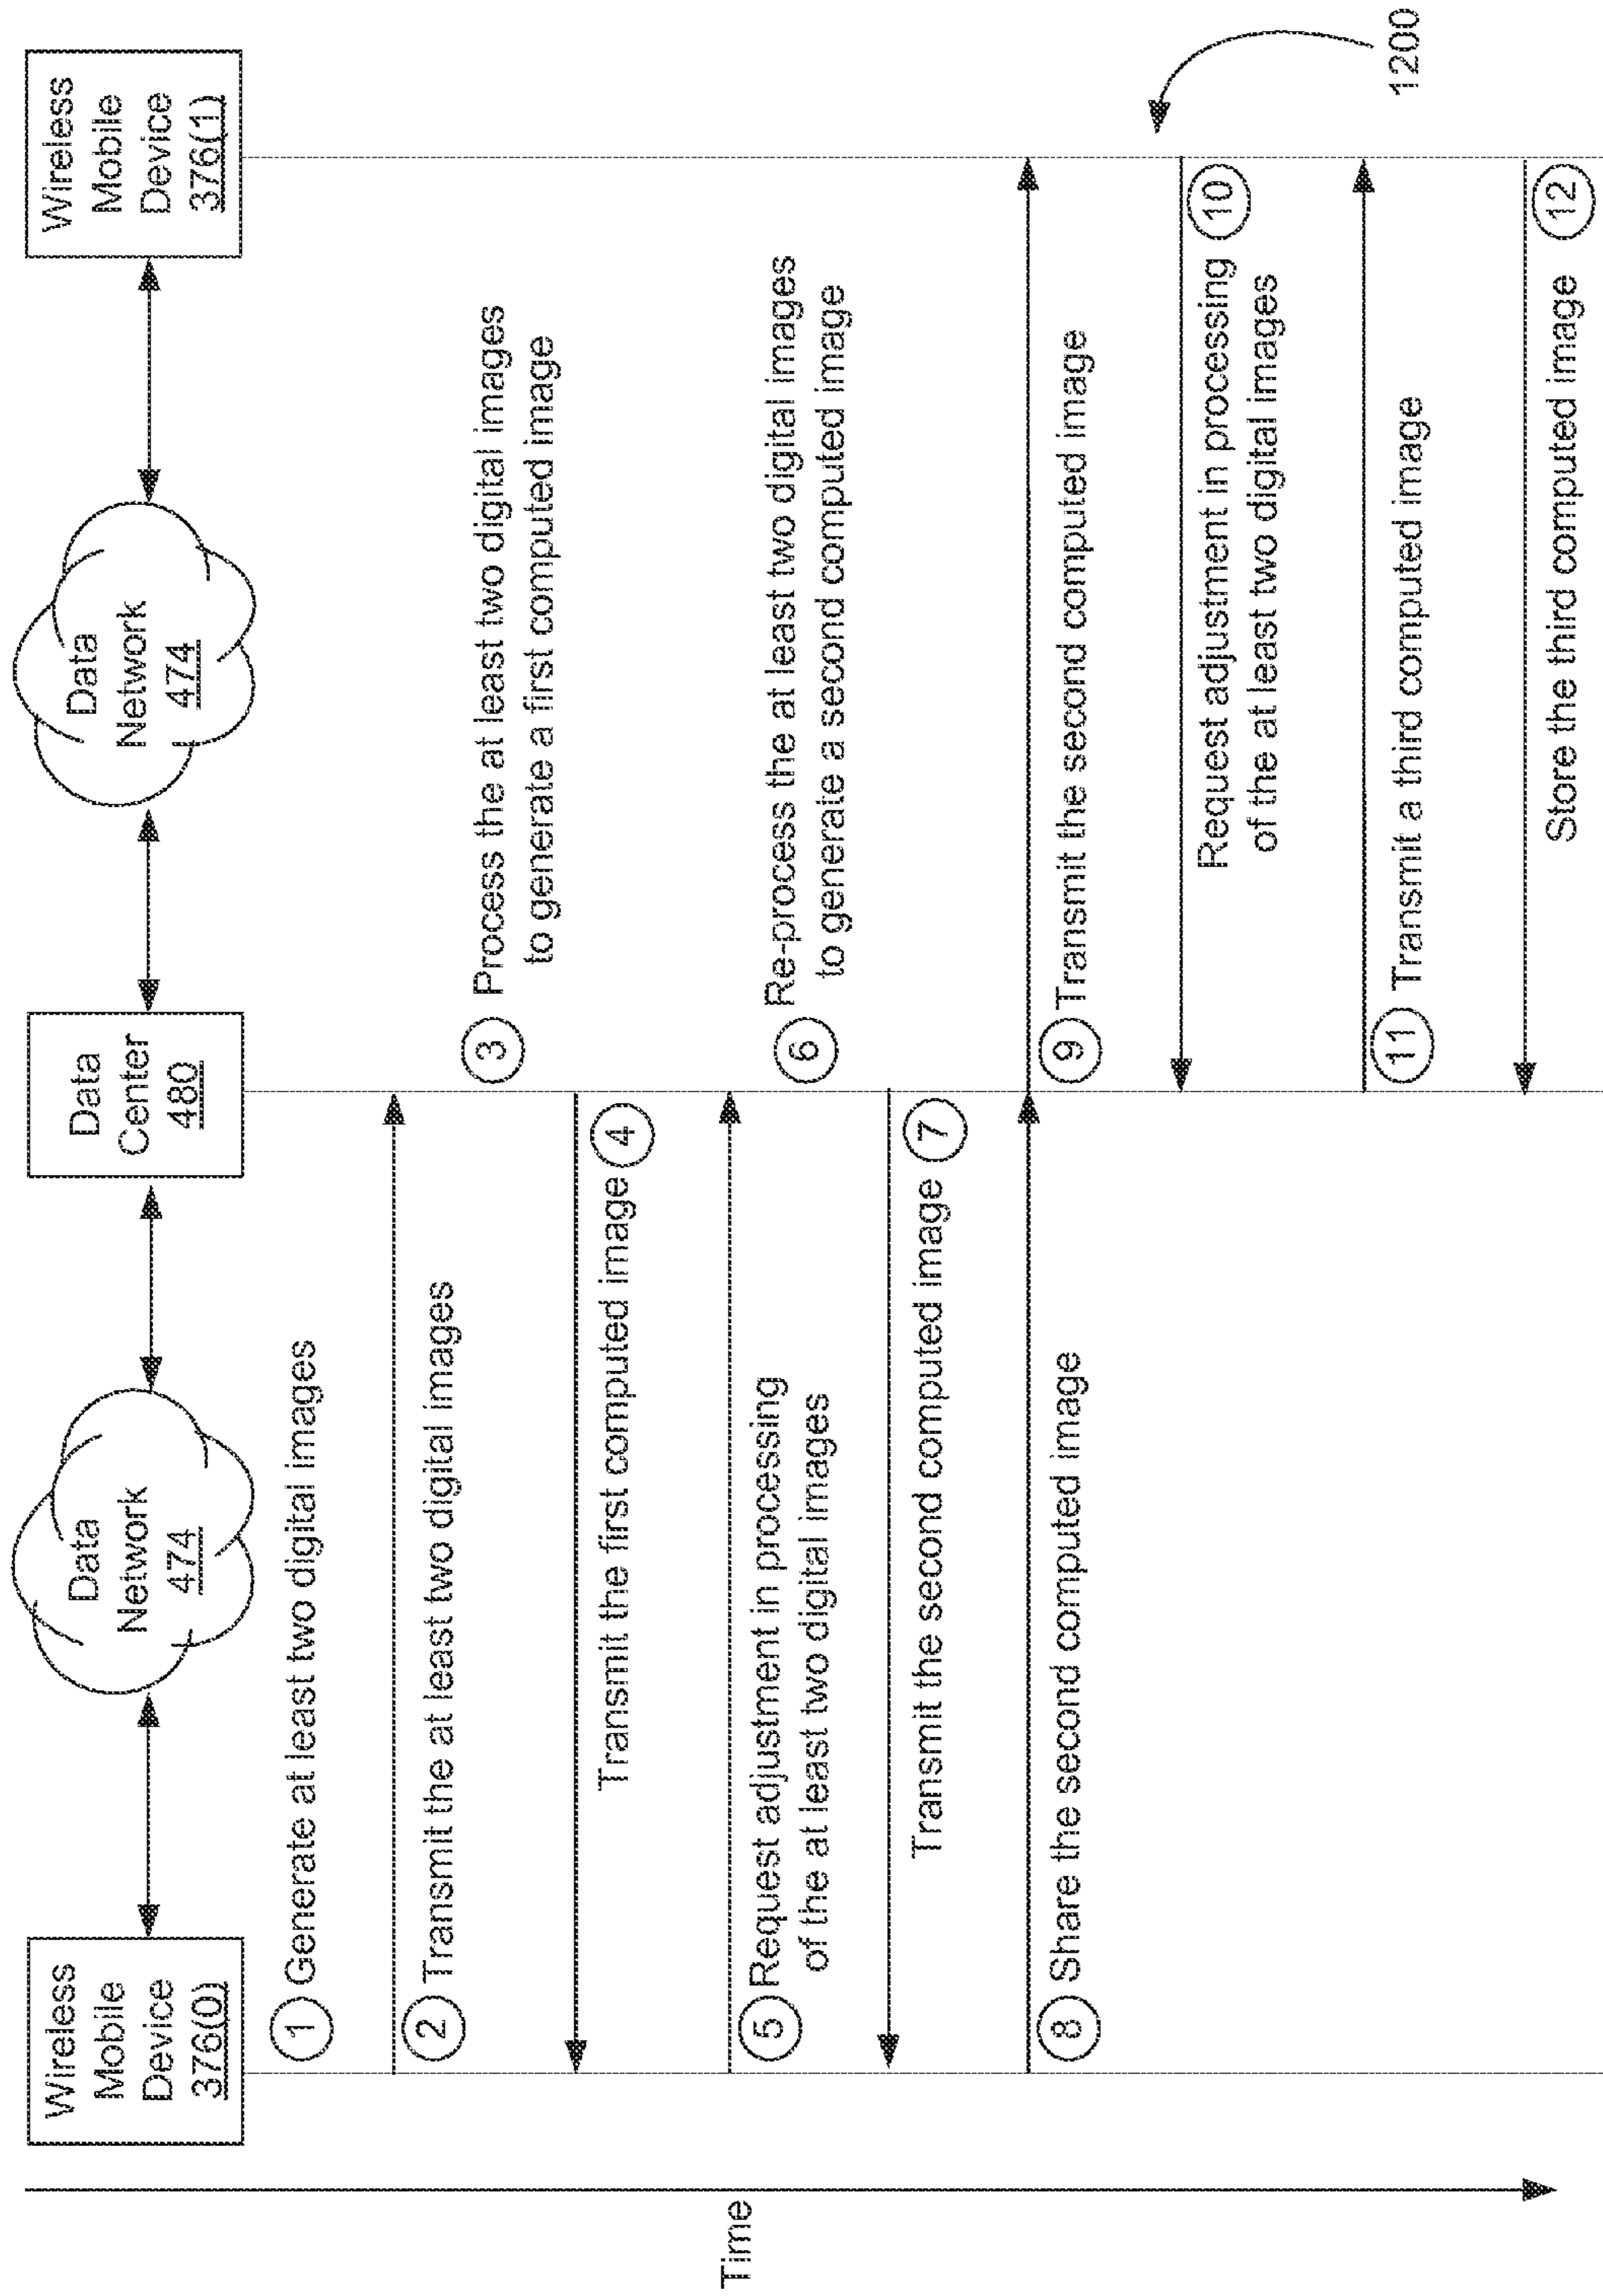 Wireless
Mobile
Device
376(0)
Data
Network
474
Data
Center
480
Data
Network
474
Wireless
Mobile
Device
376(1)
Time
1 Generate at least two digital images
2 Transmit the at least two digital images
3 Process the at least two digital images
to generate a first computed image
Transmit the first computed image 4
5 Request adjustment in processing
of the at least two digital images
6 Re-process the at least two digital images
to generate a second computed image
Transmit the second computed image 7
8 Share the second computed image
9 Transmit the second computed image
Request adjustment in processing 10
of the at least two digital images
11 Transmit a third computed image
Store the third computed image 12
1200